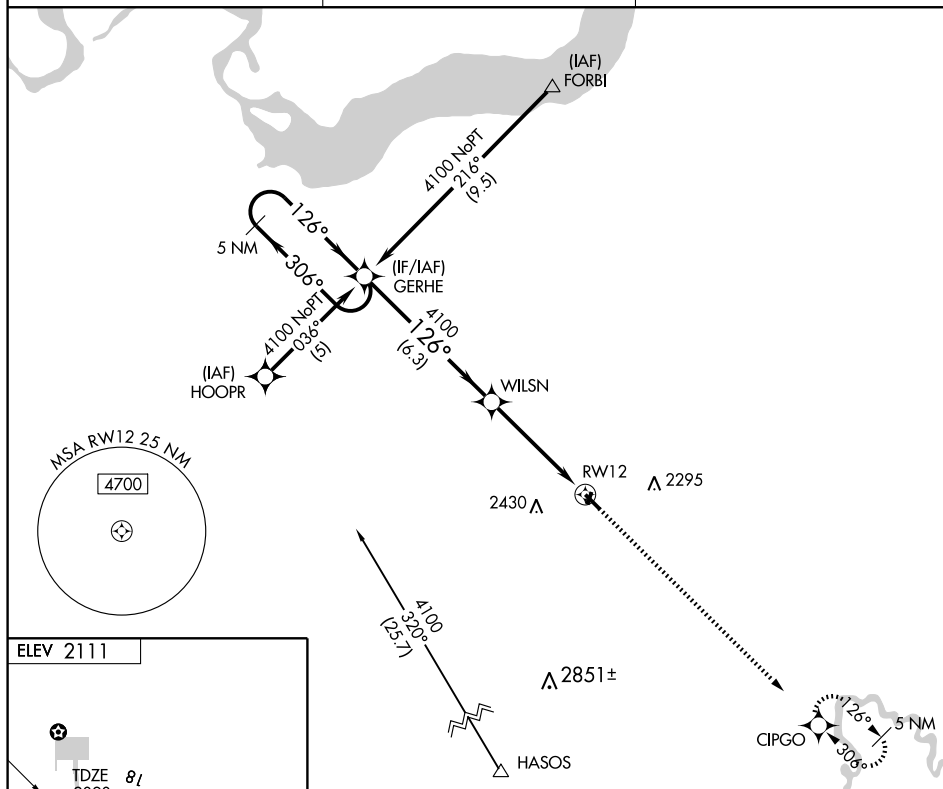 (IAF)
FORBI
4100 NoPT
216°
(9.5)
126°
5 NM
306°
(IF/IAF)
GERHE
4100 NoPT
036°
(5)
4100
126°
(6.3)
(IAF)
HOOPR
WILSN
MSA RW12 25 NM
4700
RW12
2295
2430
4100
320°
(25.7)
ELEV 2111
2851±
126°
5 NM
CIPGO
306°
HASOS
TDZE
18